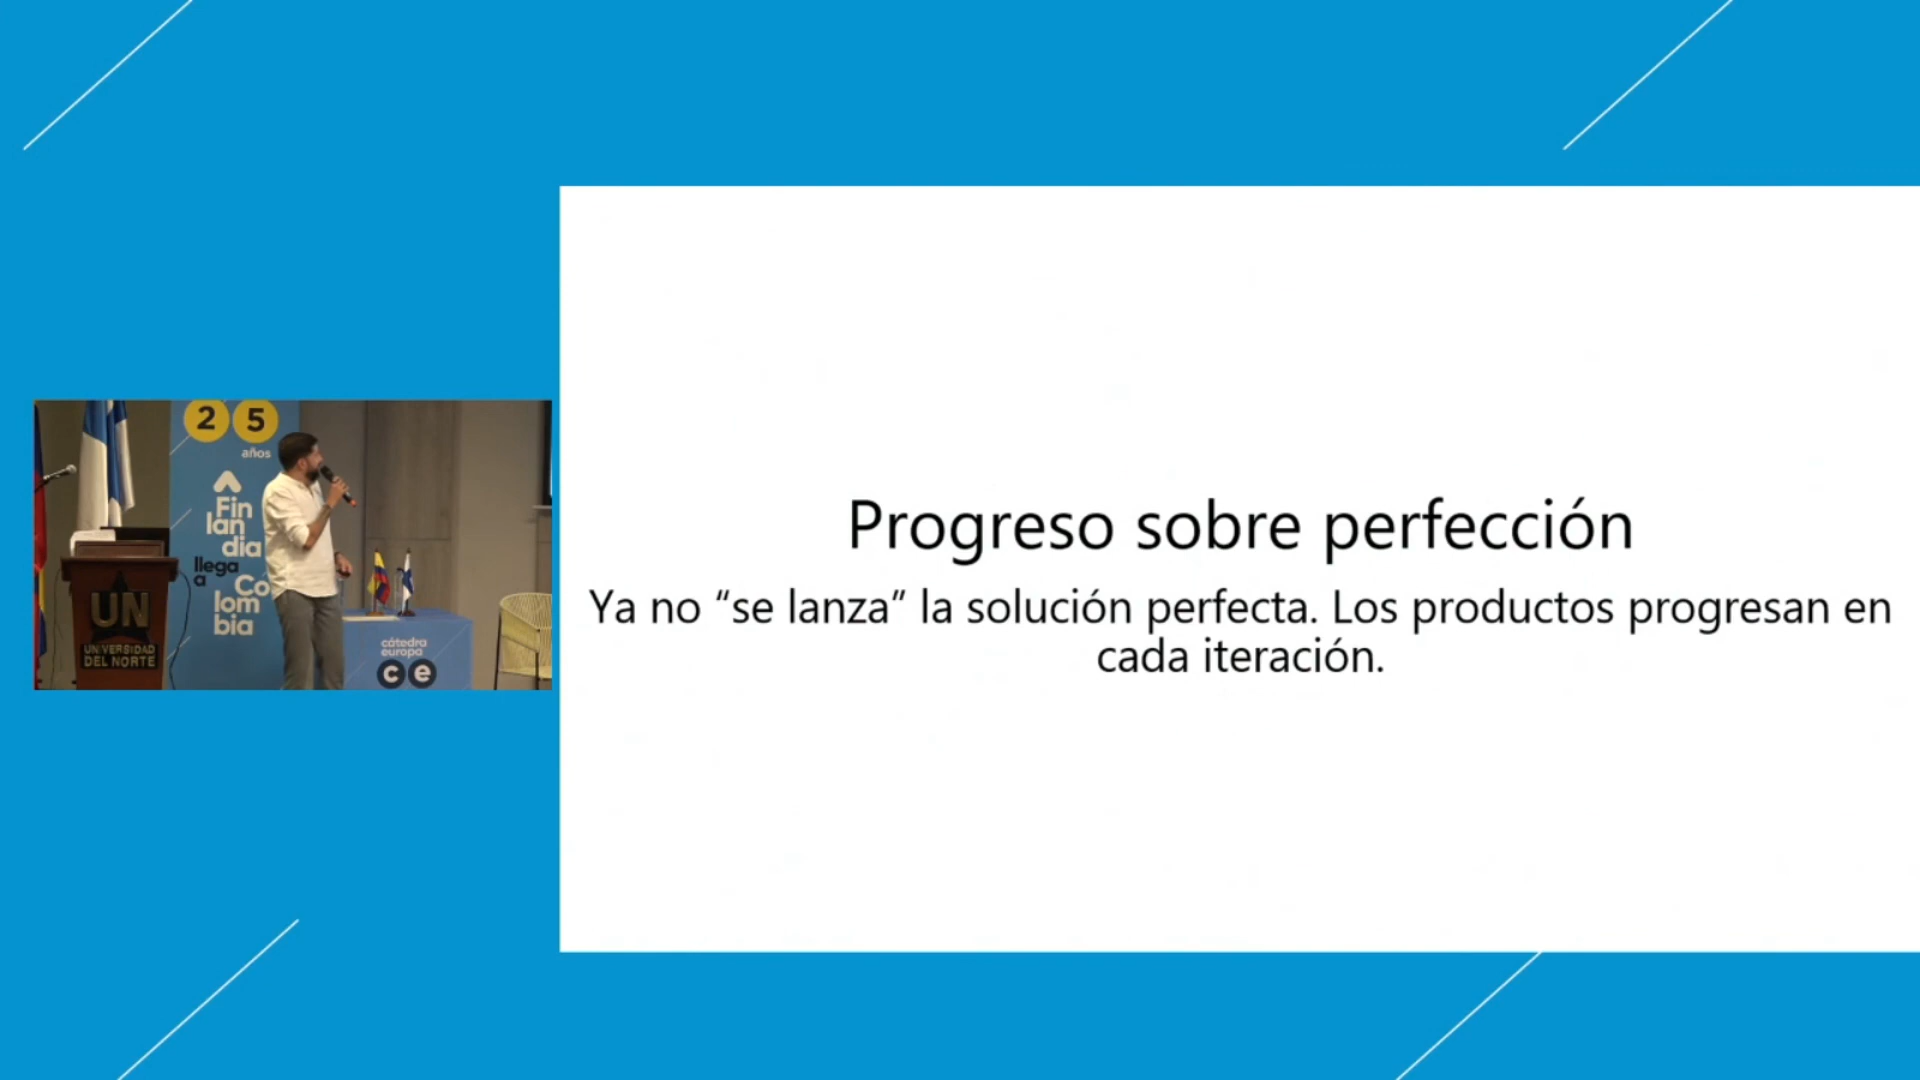 2 5
años
Fin
lan
dia
llega
a
Co
lom
bia
UN
UNIVERSIDAD
DEL NORTE
cátedra
europa
c e
Progreso sobre perfección
Ya no “se lanza” la solución perfecta. Los productos progresan en
cada iteración.